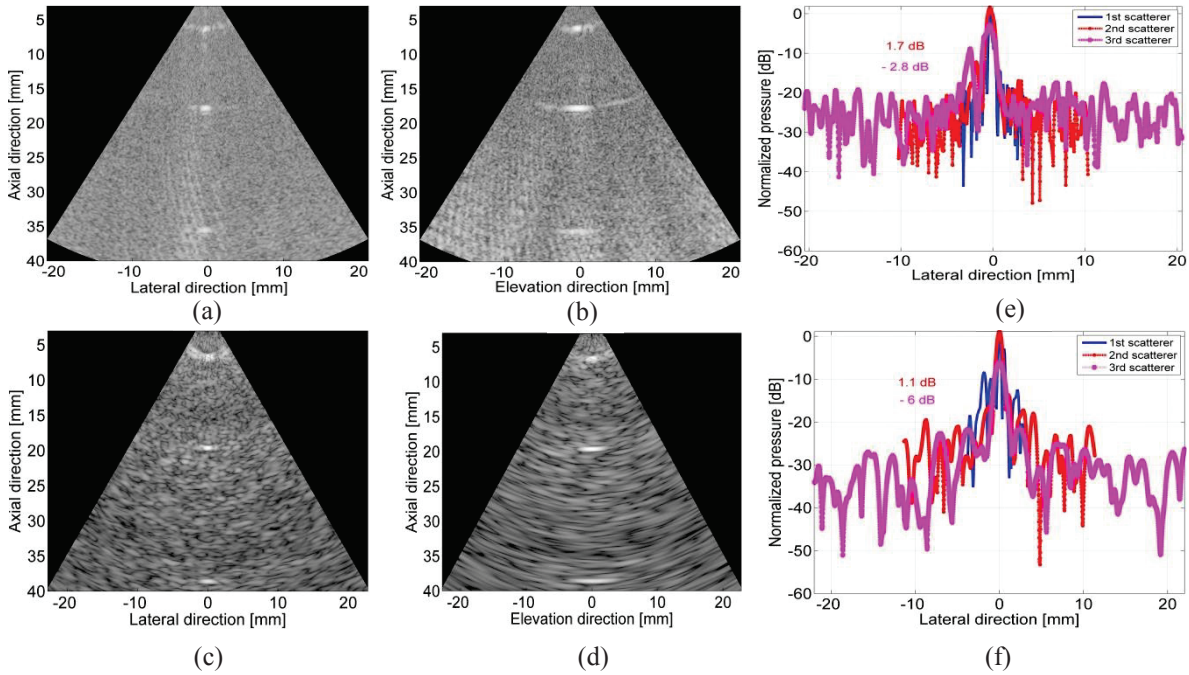 5
10
15
20
25
30
35
40
Axial direction [mm]
-20 -10 0 10 20
Lateral direction [mm]
(a)
5
10
15
20
25
30
35
40
Axial direction [mm]
-20 -10 0 10 20
Elevation direction [mm]
(b)
0
-10
-20
-30
-40
-50
-60
Normalized pressure [dB]
1st scatterer
2nd scatterer
3rd scatterer
1.7 dB
- 2.8 dB
-20 -10 0 10 20
Lateral direction [mm]
(e)
5
10
15
20
25
30
35
40
Axial direction [mm]
-20 -10 0 10 20
Lateral direction [mm]
(c)
5
10
15
20
25
30
35
40
Axial direction [mm]
-20 -10 0 10 20
Elevation direction [mm]
(d)
0
-10
-20
-30
-40
-50
-60
Normalized pressure [dB]
1st scatterer
2nd scatterer
3rd scatterer
1.1 dB
- 6 dB
-20 -10 0 10 20
Lateral direction [mm]
(f)